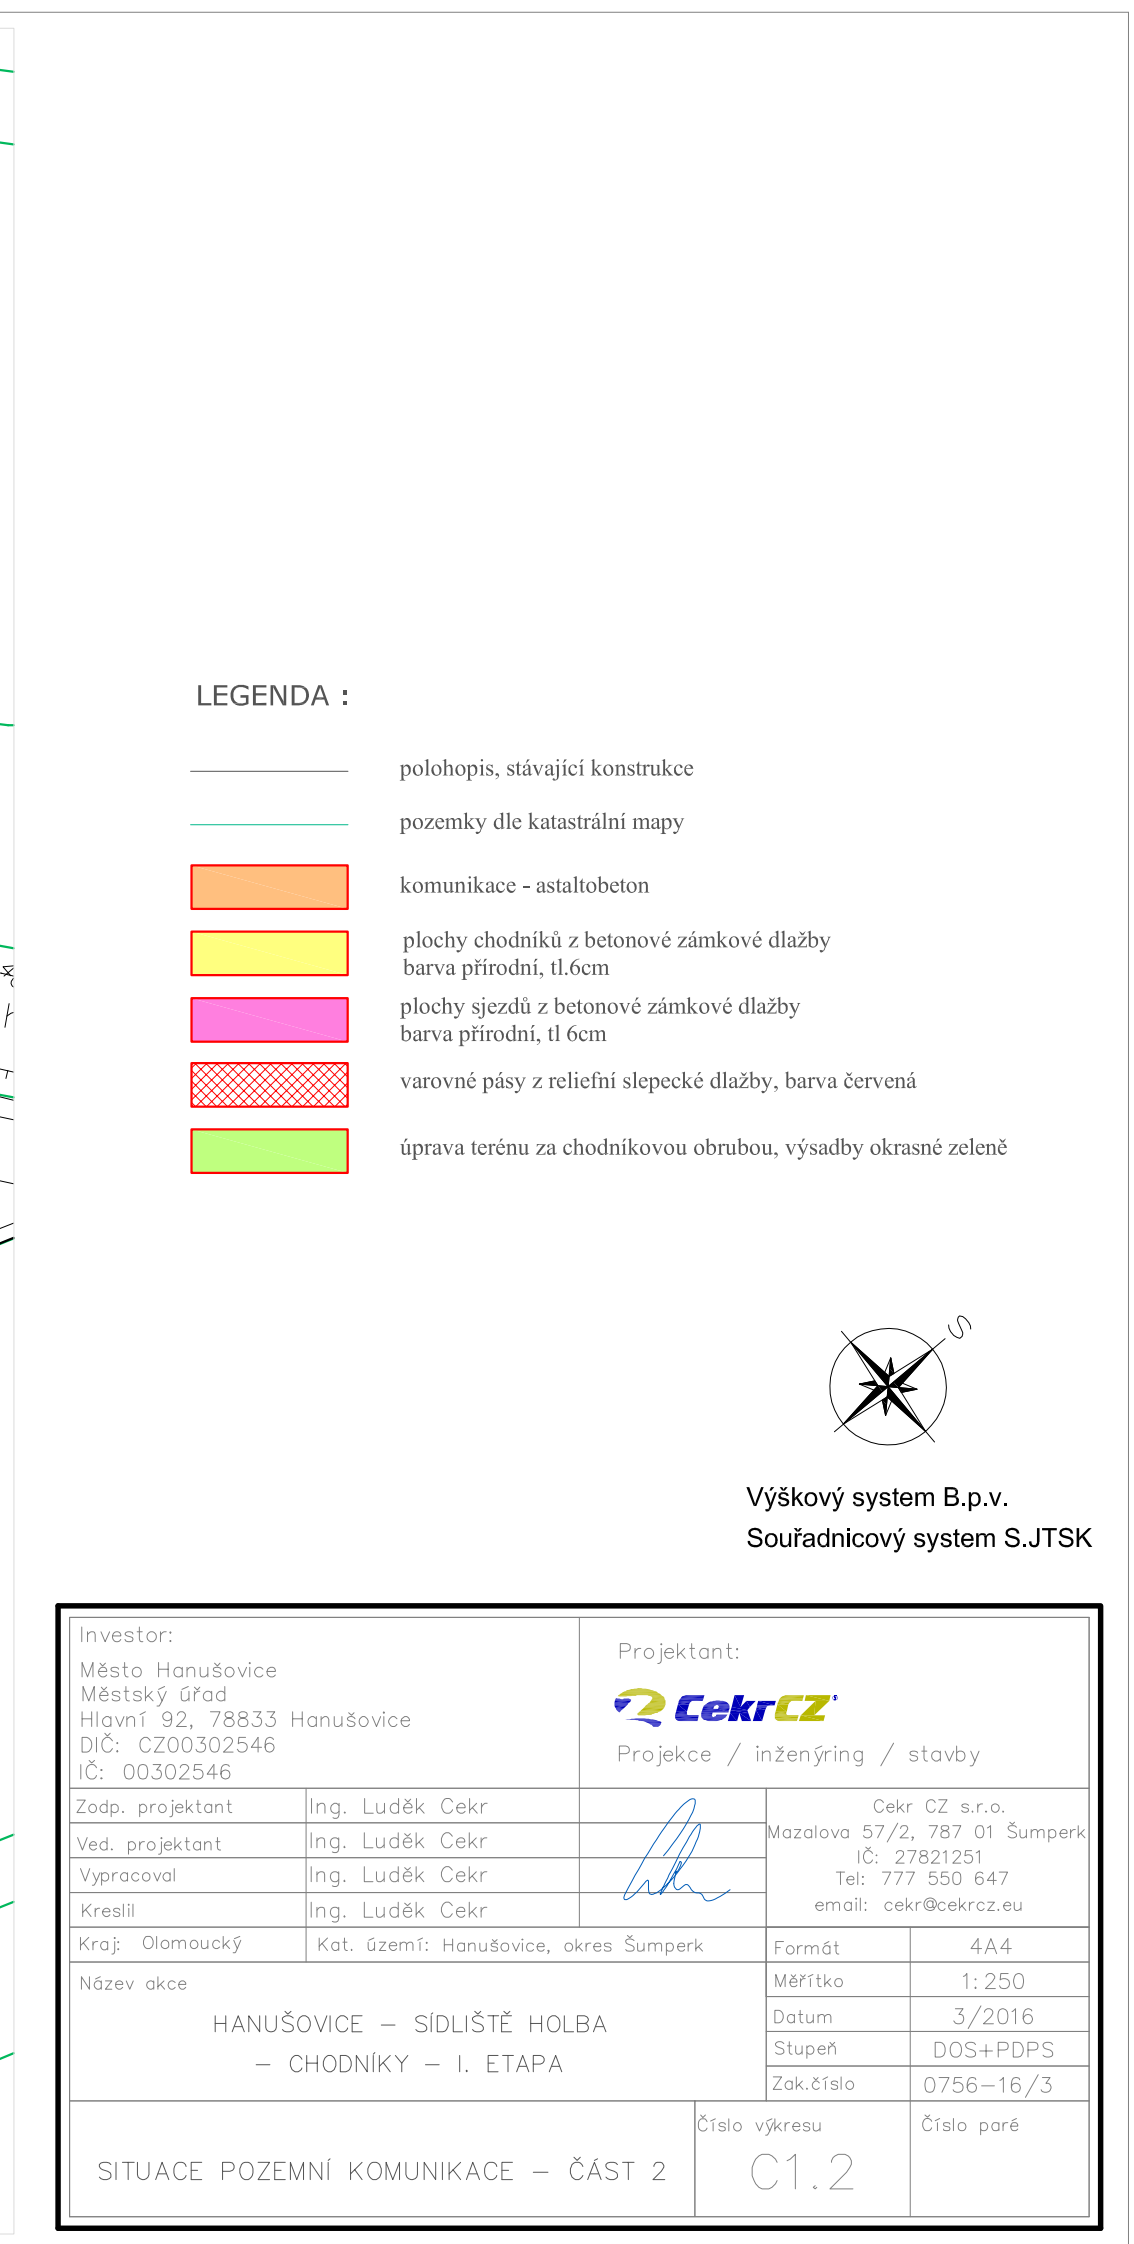 LEGENDA :
polohopis, stávající konstrukce
pozemky dle katastrální mapy
komunikace - astaltobeton
plochy chodníků z betonové zámkové dlažby
barva přírodní, tl.6cm
plochy sjezdů z betonové zámkové dlažby
barva přírodní, tl 6cm
varovné pásy z reliefní slepecké dlažby, barva červená
úprava terénu za chodníkovou obrubou, výsadby okrasné zeleně
S
Výškový system B.p.v.
Souřadnicový system S.JTSK
Investor:
Město Hanušovice
Městský úřad
Hlavní 92, 78833 Hanušovice
DIČ: CZ00302546
IČ: 00302546
Projektant:
CekrCZ
Projekce / inženýring / stavby
Zodp. projektant Ing. Luděk Cekr
Ved. projektant Ing. Luděk Cekr
Vypracoval Ing. Luděk Cekr
Kreslil Ing. Luděk Cekr
Cekr CZ s.r.o.
Mazalova 57/2, 787 01 Šumperk
IČ: 27821251
Tel: 777 550 647
email: cekr@cekrcz.eu
Kraj: Olomoucký Kat. území: Hanušovice, okres Šumperk
Formát 4A4
Měřítko 1:250
Datum 3/2016
Stupeň DOS+PDPS
Zak.číslo 0756-16/3
Název akce
HANUŠOVICE – SÍDLIŠTĚ HOLBA
– CHODNÍKY – I. ETAPA
SITUACE POZEMNÍ KOMUNIKACE – ČÁST 2
Číslo výkresu
C1.2
Číslo paré